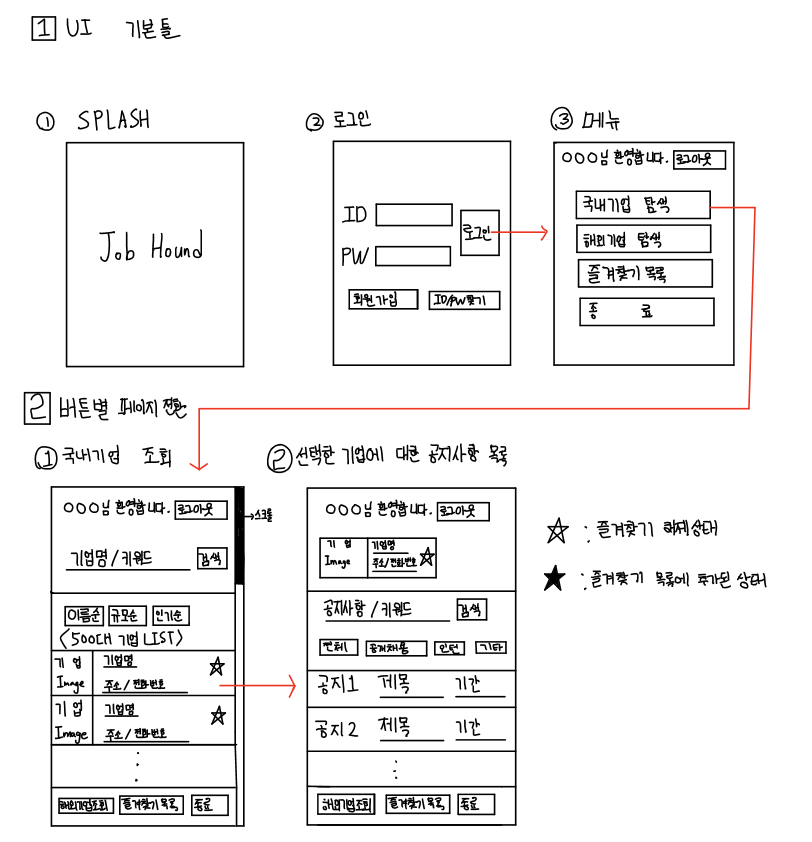 1 UI 기본틀
① SPLASH
Job Hound
② 로그인
ID
PW
로그인
회원가입
ID/PW찾기
③ 메뉴
○○○님 환영합니다. 로그아웃
국내기업 탐색
해외기업 탐색
즐겨찾기 목록
종 료
2 버튼별 페이지 전환
① 국내기업 조회
○○○님 환영합니다. 로그아웃
→스크롤
기업명/키워드 검색
이름순 규모순 인기순
<500대 기업 LIST>
기업 기업명
Image 주소/전화번호
기업 기업명
Image 주소/전화번호
해외기업조회 즐겨찾기 목록 종료
② 선택한 기업에 대한 공지사항 목록
○○○님 환영합니다. 로그아웃
기업 기업명
Image 주소/전화번호
공지사항/키워드 검색
전체 공개채용 인턴 기타
공지1 제목 기간
공지2 제목 기간
해외기업조회 즐겨찾기 목록 종료
☆ : 즐겨찾기 해제상태
★ : 즐겨찾기 목록에 추가된 상태